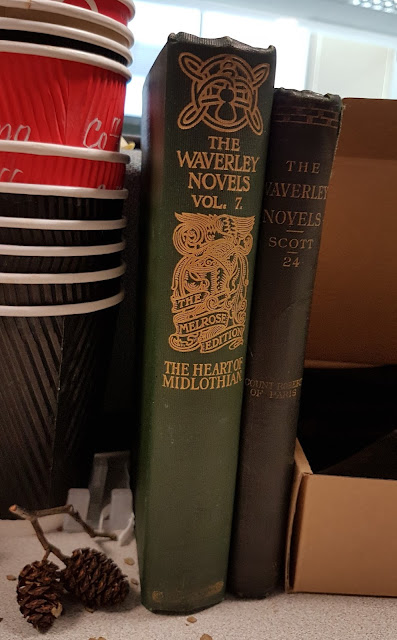 THE
WAVERLEY
NOVELS
VOL. 7.
THE
MELROSE
EDITION
THE HEART OF
MIDLOTHIAN
THE
WAVERLEY
NOVELS
SCOTT
24
COUNT ROBERT
OF PARIS